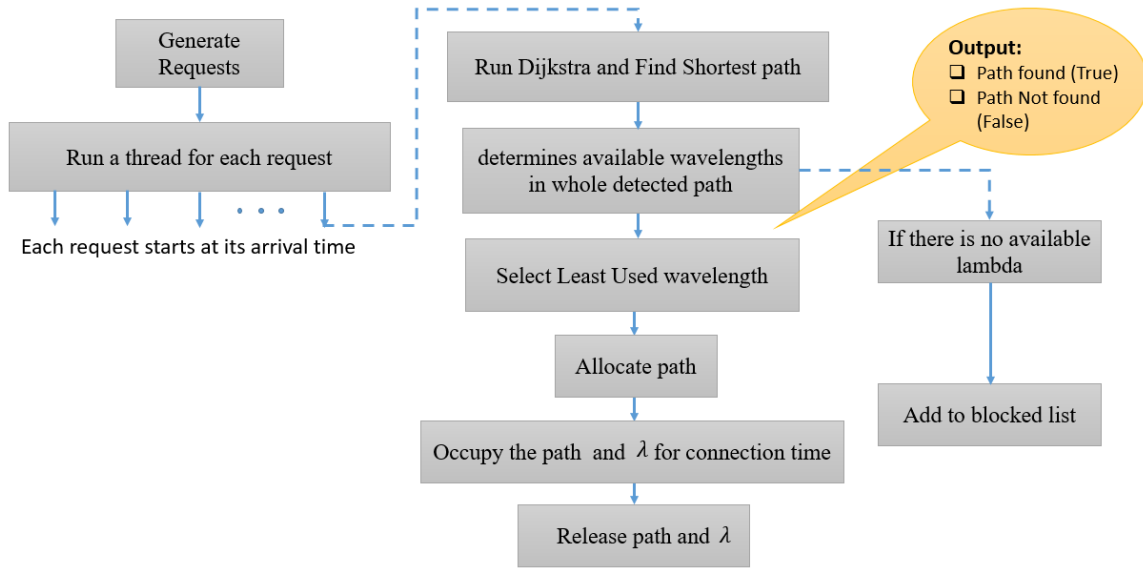 Generate
Requests
Run a thread for each request
Each request starts at its arrival time
Run Dijkstra and Find Shortest path
determines available wavelengths
in whole detected path
Select Least Used wavelength
Allocate path
Occupy the path and λ for connection time
Release path and λ
Output:
Path found (True)
Path Not found
(False)
If there is no available
lambda
Add to blocked list